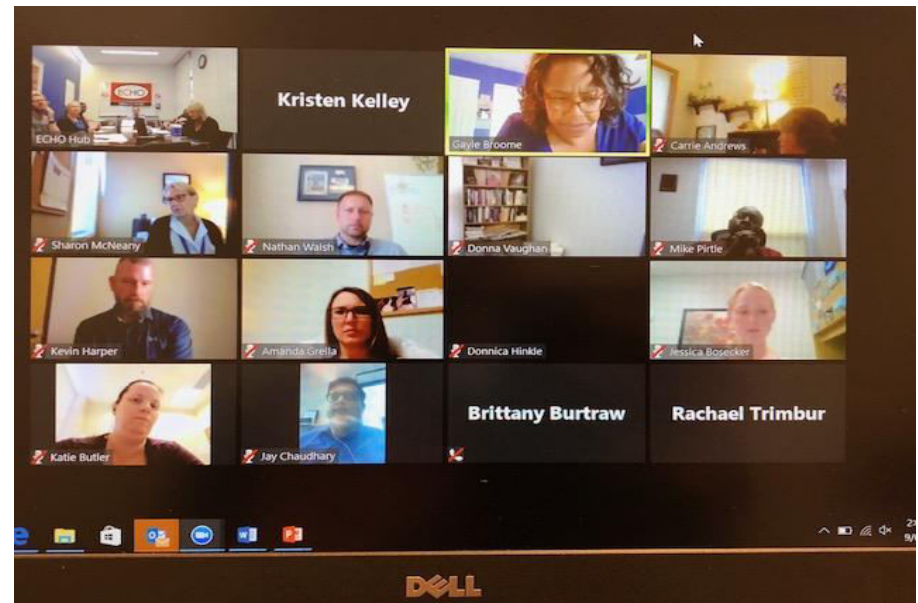 ECHO
ECHO Hub
Kristen Kelley
Gayle Broome
Carrie Andrews
Sharon McNeany
Nathan Walsh
Donna Vaughan
Mike Pirtle
Kevin Harper
Amanda Grella
Donnica Hinkle
Jessica Bosecker
Katie Butler
Jay Chaudhary
Brittany Burtraw
Rachael Trimbur
DELL